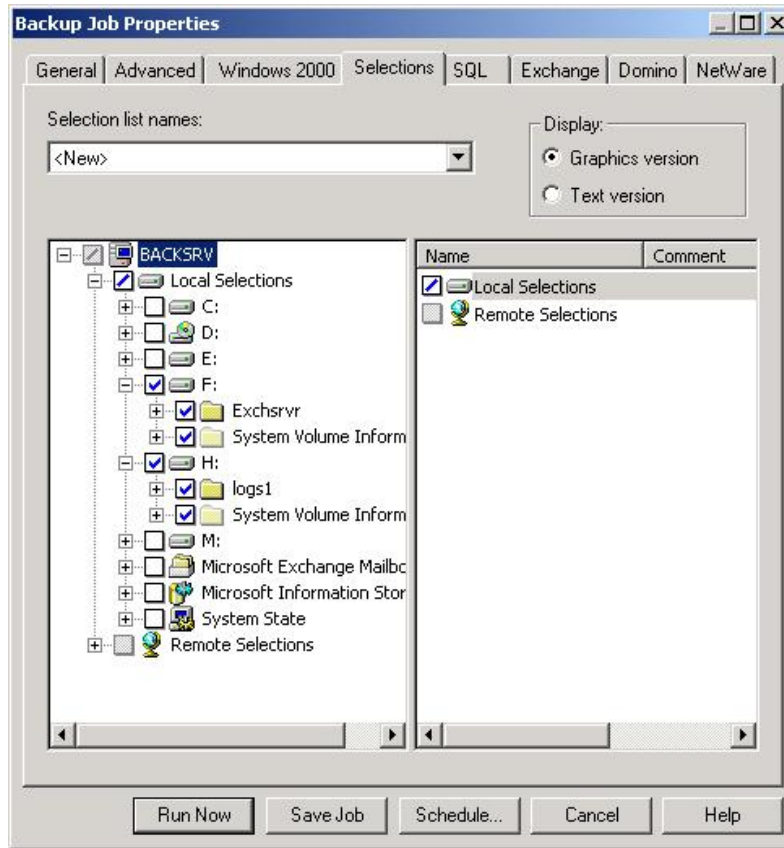 Backup Job Properties
General Advanced Windows 2000 Selections SQL Exchange Domino NetWare
Selection list names:
<New>
Display:
Graphics version
Text version
BACKSRV
Local Selections
C:
D:
E:
F:
Exchsrvr
System Volume Inform
H:
logs1
System Volume Inform
M:
Microsoft Exchange Mailbo
Microsoft Information Stor
System State
Remote Selections
Name Comment
Local Selections
Remote Selections
Run Now Save Job Schedule... Cancel Help